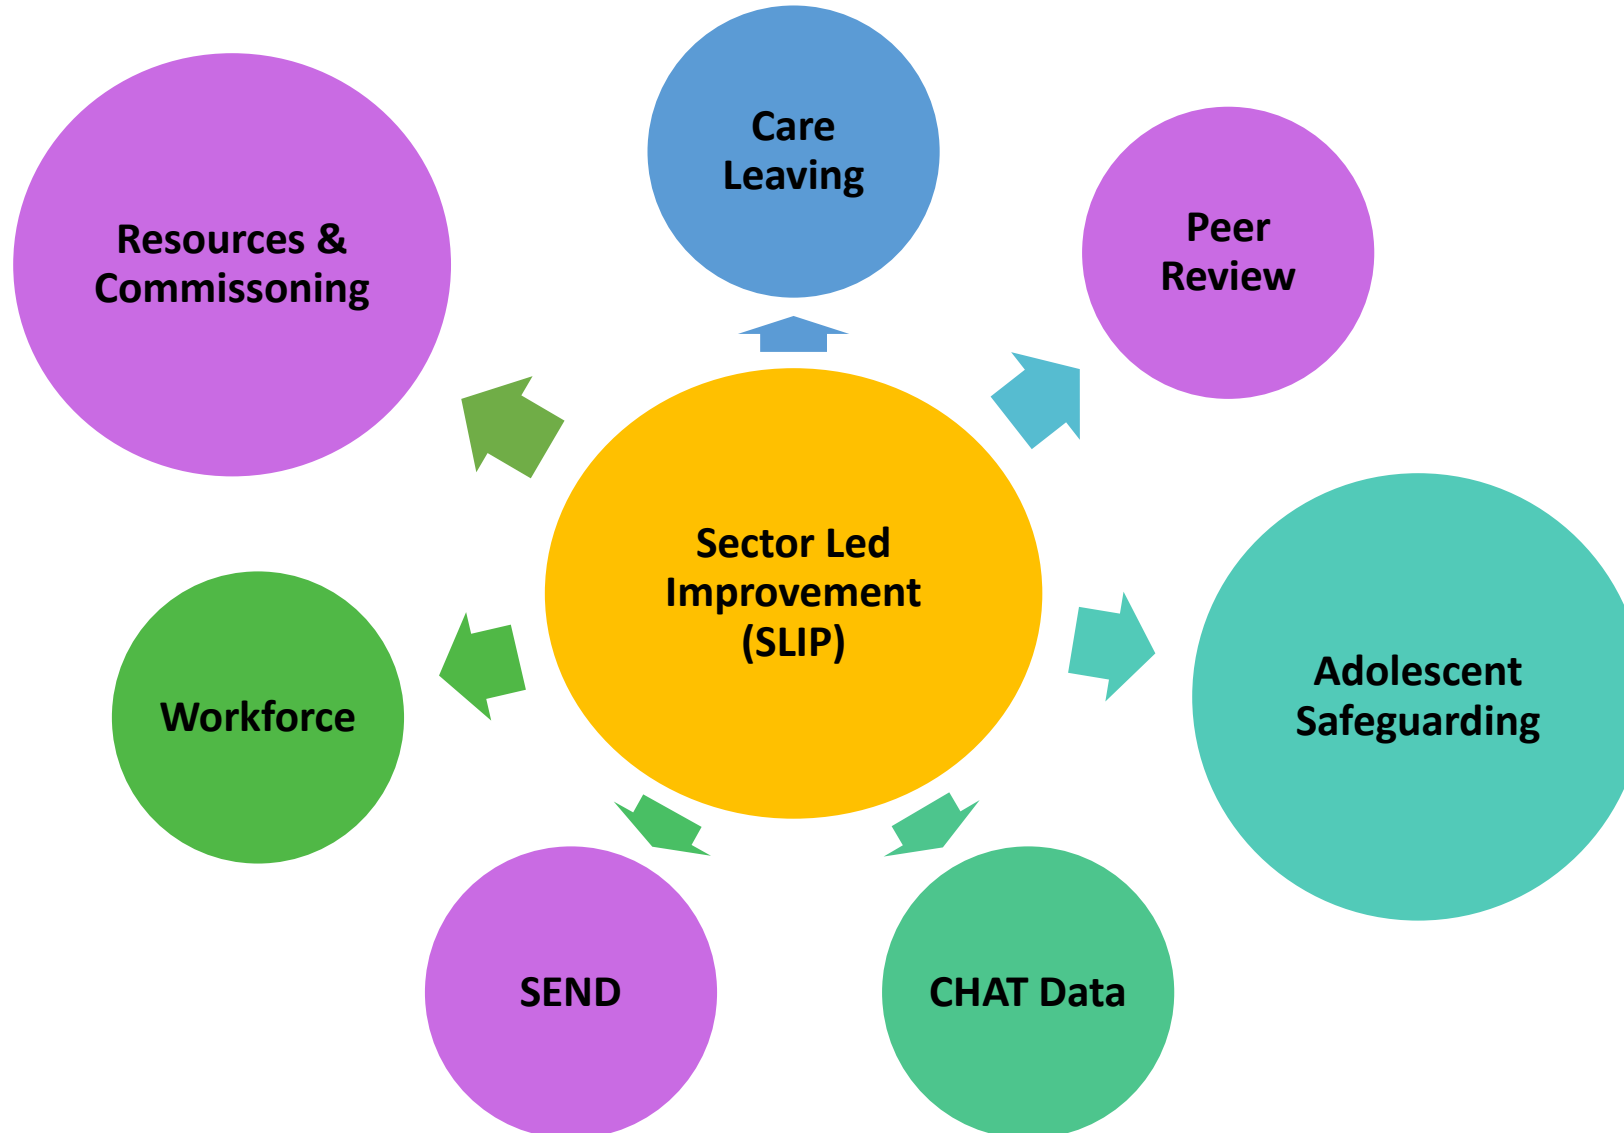 Care
Leaving
Peer
Review
Resources &
Commissoning
Sector Led
Improvement
(SLIP)
Adolescent
Safeguarding
Workforce
SEND
CHAT Data